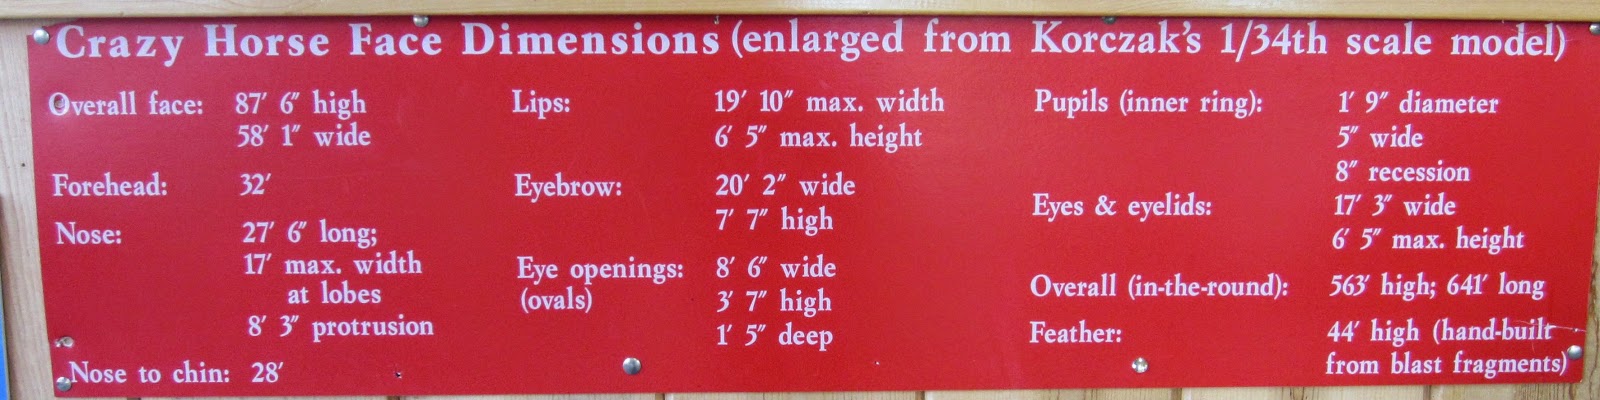 Crazy Horse Face Dimensions (enlarged from Korczak's 1/34th scale model)
Overall face: 87′ 6″ high
58′ 1″ wide
Forehead: 32′
Nose: 27′ 6″ long;
17′ max. width
at lobes
8′ 3″ protrusion
Nose to chin: 28′
Lips: 19′ 10″ max. width
6′ 5″ max. height
Eyebrow: 20′ 2″ wide
7′ 7″ high
Eye openings: 8′ 6″ wide
(ovals) 3′ 7″ high
1′ 5″ deep
Pupils (inner ring): 1′ 9″ diameter
5″ wide
8″ recession
Eyes & eyelids: 17′ 3″ wide
6′ 5″ max. height
Overall (in-the-round): 563′ high; 641′ long
Feather: 44′ high (hand-built
from blast fragments)